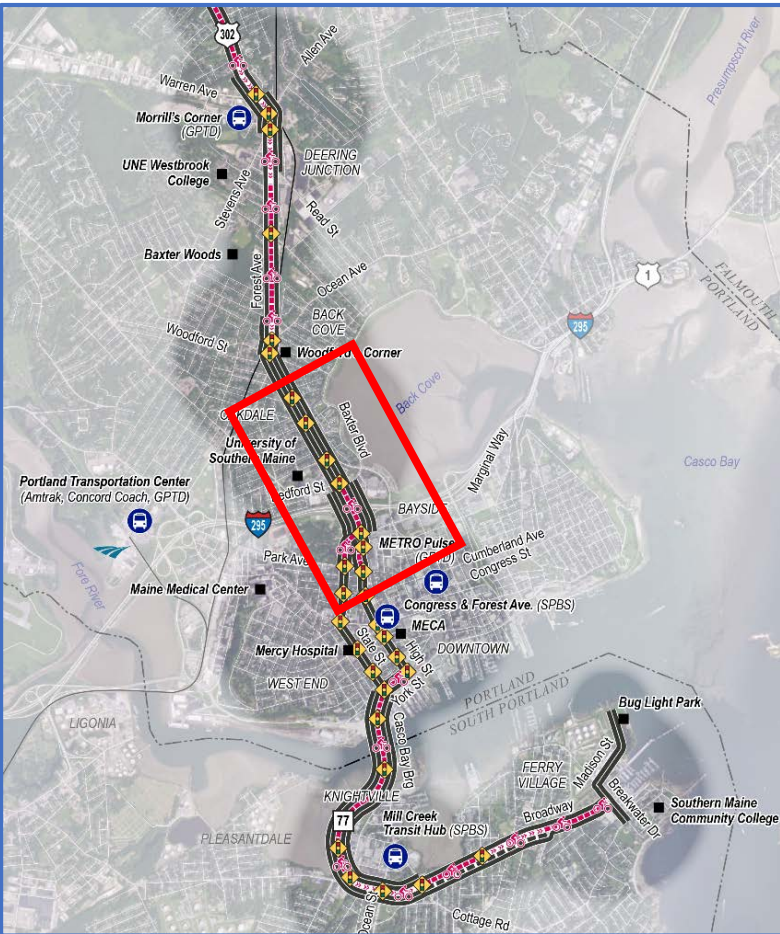 302
Allen Ave
Presumpscot River
Warren Ave
Morrill's Corner
(GPTD)
DEERING
JUNCTION
UNE Westbrook
College
Stevens Ave
Read St
Baxter Woods
Forest Ave
Ocean Ave
1
FALMOUTH
PORTLAND
295
BACK
COVE
Woodford St
Corner
Back Cove
Baxter Blvd
University of
Southern Maine
Marginal Way
Casco Bay
Portland Transportation Center
(Amtrak, Concord Coach, GPTD)
Bedford St
295
BAYSIDE
METRO Pulse
(GPTD)
Cumberland Ave
Congress St
Park Ave
Fore River
Maine Medical Center
Congress & Forest Ave. (SPBS)
MECA
State St
High St
DOWNTOWN
Mercy Hospital
WEST END
York St
PORTLAND
SOUTH PORTLAND
Bug Light Park
LIGONIA
Casco Bay Brg
Madison St
FERRY
VILLAGE
Breakwater Dr
KNIGHTVILLE
Broadway
Southern Maine
Community College
77
Mill Creek
Transit Hub (SPBS)
PLEASANTDALE
Ocean St
Cottage Rd